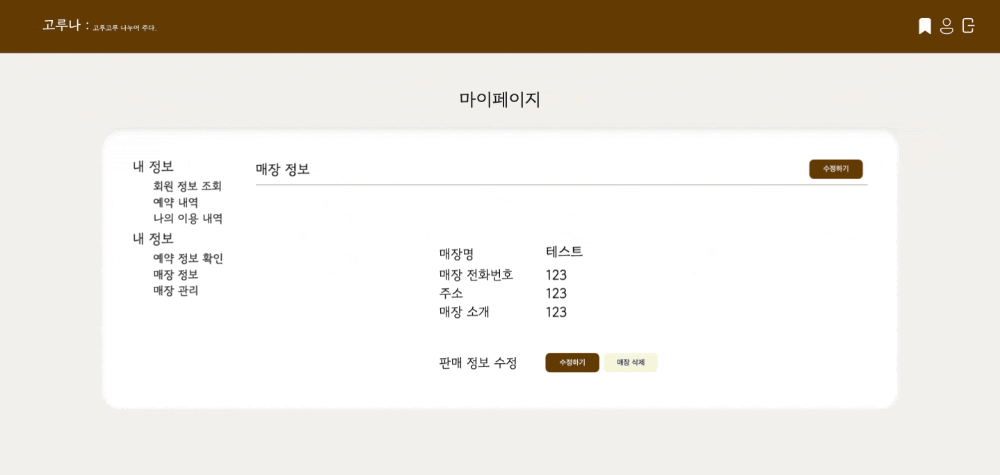 고루나 : 고루고루 나누어 주다.
마이페이지
내 정보
회원 정보 조회
예약 내역
나의 이용 내역
내 정보
예약 정보 확인
매장 정보
매장 관리
매장 정보
수정하기
매장명 테스트
매장 전화번호 123
주소 123
매장 소개 123
판매 정보 수정 수정하기 매장 삭제